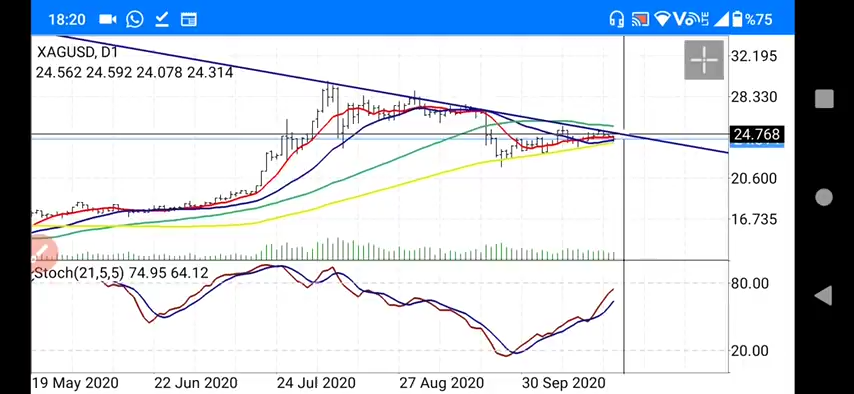 18:20
VoLTE
%75
XAGUSD, D1
24.562 24.592 24.078 24.314
32.195
28.330
24.768
20.600
16.735
Stoch(21,5,5) 74.95 64.12
80.00
20.00
19 May 2020
22 Jun 2020
24 Jul 2020
27 Aug 2020
30 Sep 2020